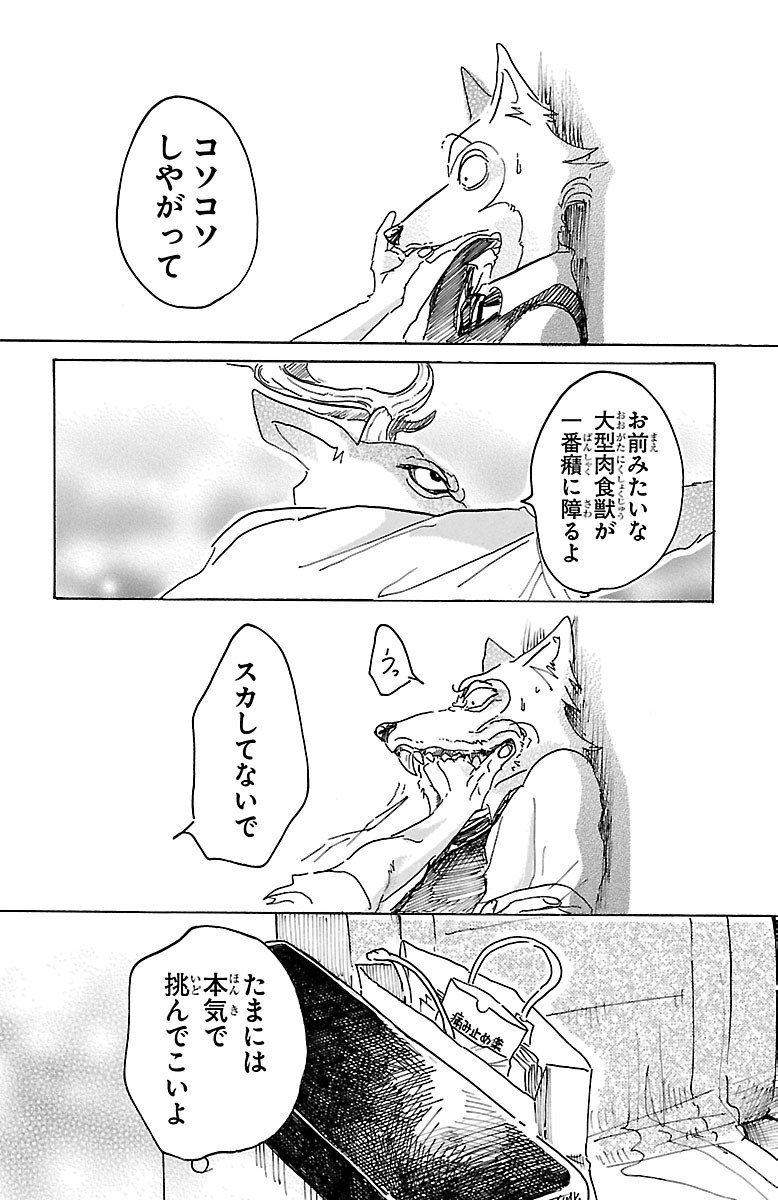 コソコソ
しやがって
お前みたいな
大型肉食獣が
一番癪に障るよ
うっ
スカしてないで
痛み止め薬
たまには
本気で
挑んでこいよ